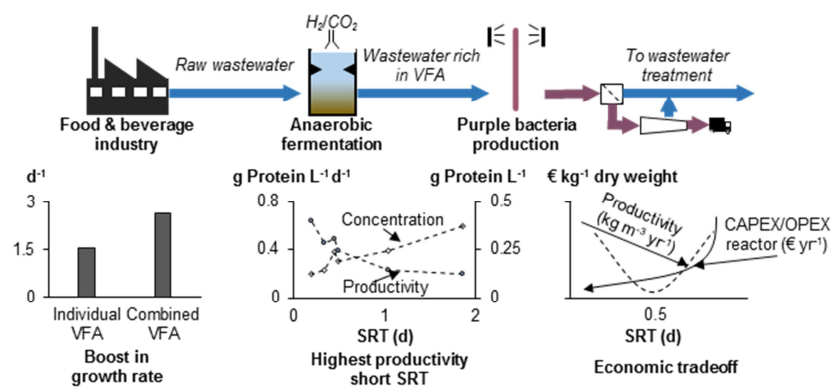 H₂/CO₂
Raw wastewater
Wastewater rich
in VFA
To wastewater
treatment
Food & beverage
industry
Anaerobic
fermentation
Purple bacteria
production
d⁻¹
3
1.5
0
Individual
VFA
Combined
VFA
Boost in
growth rate
g Protein L⁻¹ d⁻¹
g Protein L⁻¹
0.8
0.4
0
0.5
0.25
0
Concentration
Productivity
0
1
2
SRT (d)
Highest productivity
short SRT
€ kg⁻¹ dry weight
Productivity
(kg m⁻³ yr⁻¹)
CAPEX/OPEX
reactor (€ yr⁻¹)
0.5
SRT (d)
Economic tradeoff